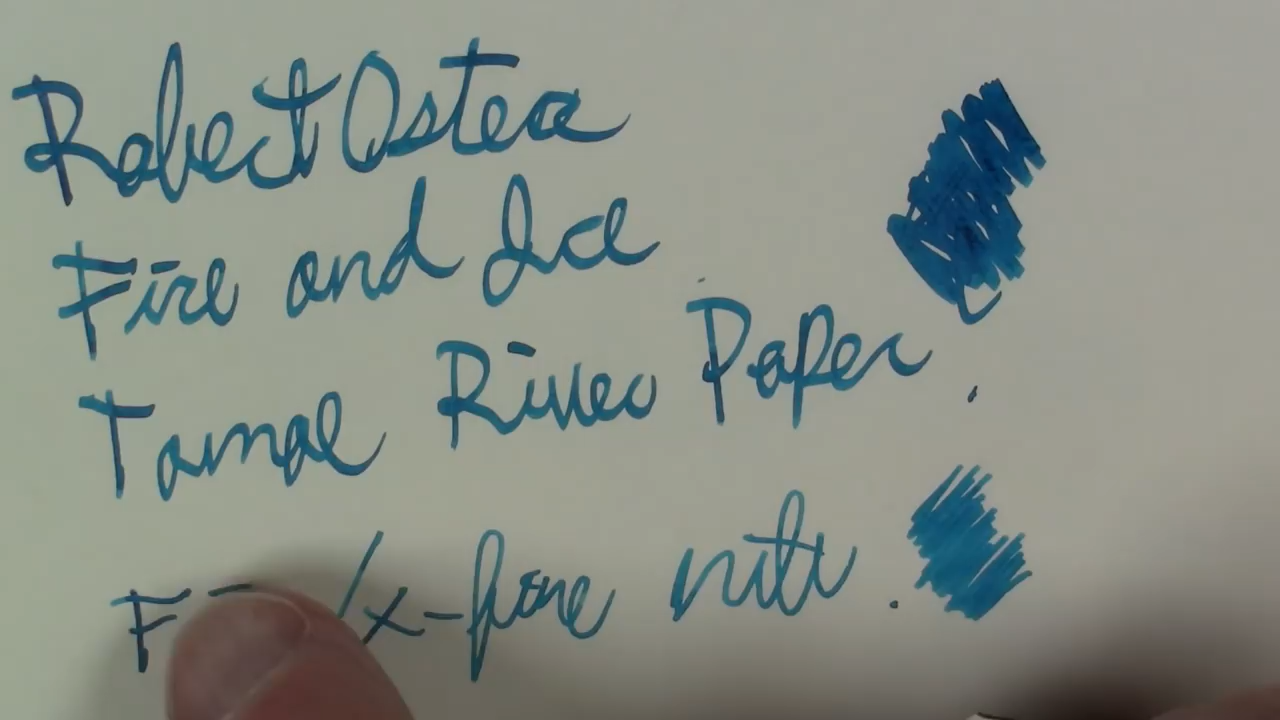 Robert Oster
Fire and Ice
Tomoe River Paper
/x-fine nib